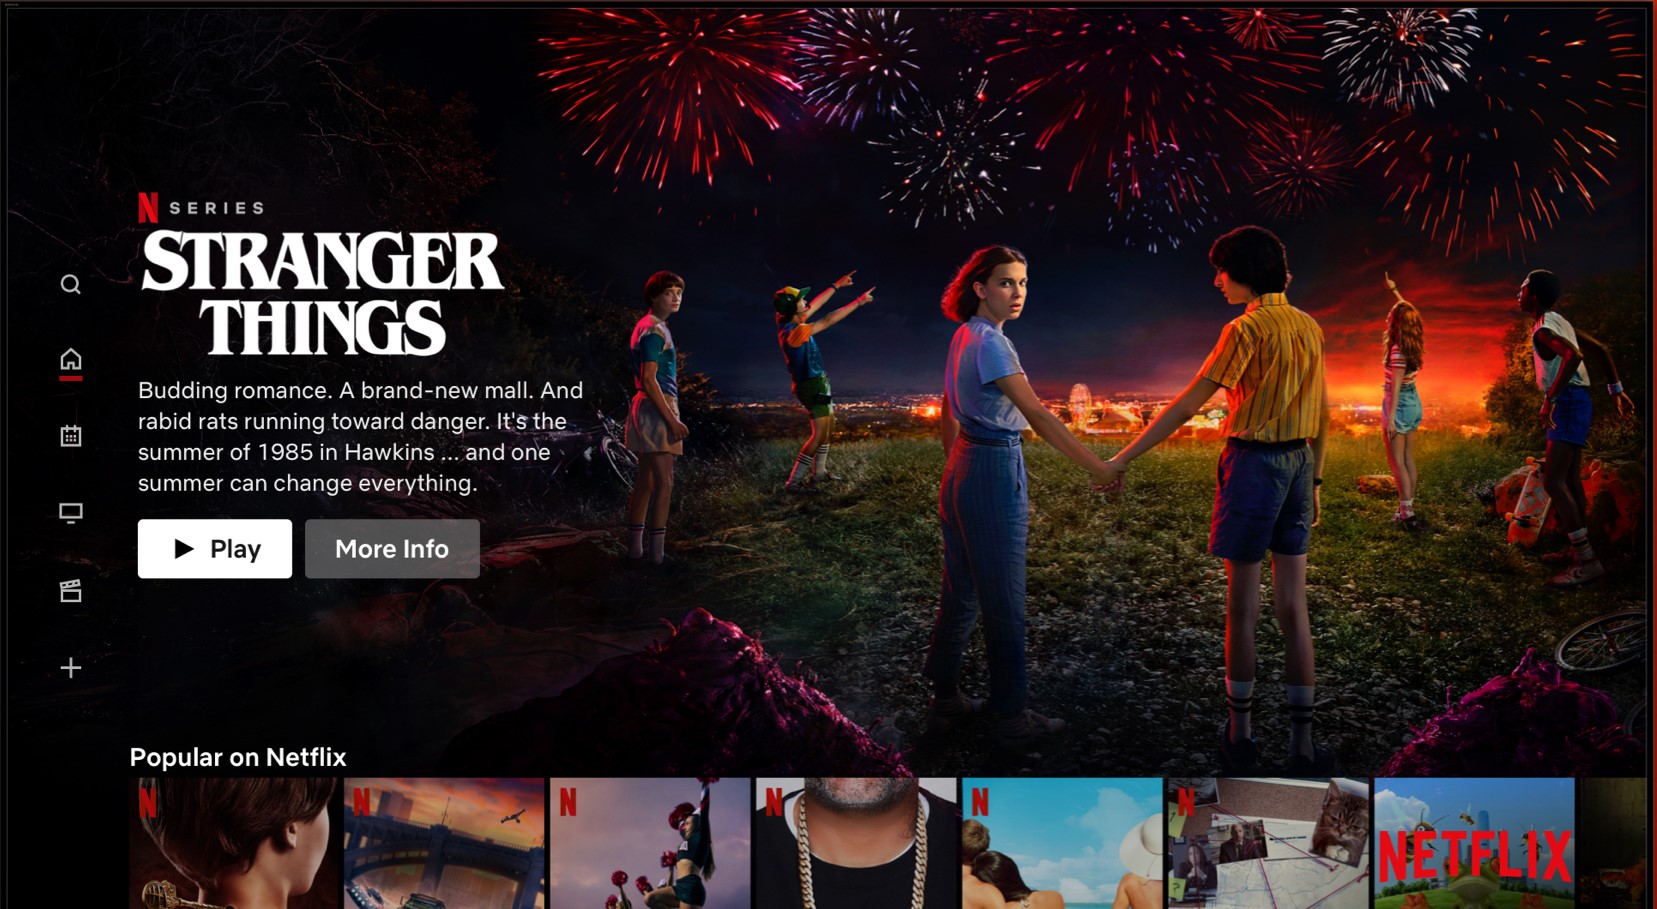 N SERIES
STRANGER
THINGS
Budding romance. A brand-new mall. And
rabid rats running toward danger. It's the
summer of 1985 in Hawkins ... and one
summer can change everything.
Play
More Info
Popular on Netflix
N
N
N
N
N
N
NETFLIX